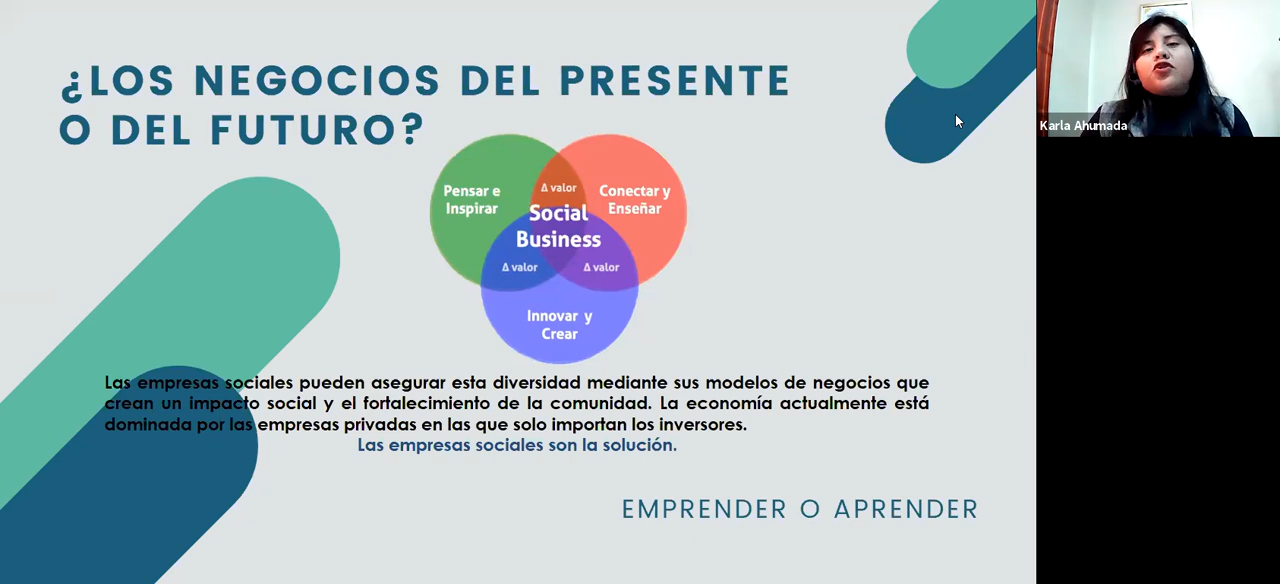 ¿LOS NEGOCIOS DEL PRESENTE
O DEL FUTURO?
Pensar e
Inspirar
Δ valor
Conectar y
Enseñar
Social
Business
Δ valor
Δ valor
Innovar y
Crear
Las empresas sociales pueden asegurar esta diversidad mediante sus modelos de negocios que
crean un impacto social y el fortalecimiento de la comunidad. La economía actualmente está
dominada por las empresas privadas en las que solo importan los inversores.
Las empresas sociales son la solución.
EMPRENDER O APRENDER
Karla Ahumada